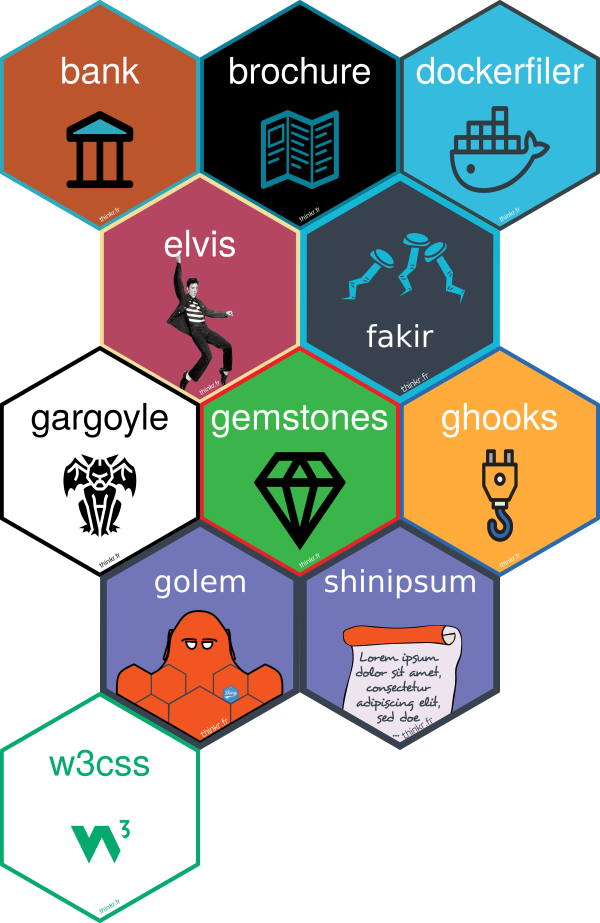 bank
brochure
dockerfiler
thinkr.fr
thinkr.fr
thinkr.fr
elvis
fakir
thinkr.fr
thinkr.fr
gargoyle
gemstones
ghooks
thinkr.fr
thinkr.fr
thinkr.fr
golem
shinipsum
Shiny
Lorem ipsum
dolor sit amet,
consectetur
adipiscing elit,
sed doe
...
thinkr.fr
thinkr.fr
w3css
W3
thinkr.fr